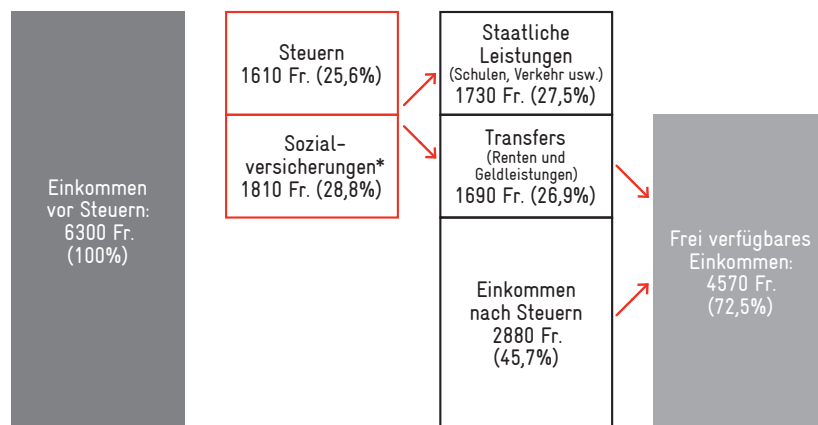 Einkommen
vor Steuern:
6300 Fr.
(100%)
Steuern
1610 Fr. (25,6%)
Sozial-
versicherungen*
1810 Fr. (28,8%)
Staatliche
Leistungen
(Schulen, Verkehr usw.)
1730 Fr. (27,5%)
Transfers
(Renten und
Geldleistungen)
1690 Fr. (26,9%)
Einkommen
nach Steuern
2880 Fr.
(45,7%)
Frei verfügbares
Einkommen:
4570 Fr.
(72,5%)